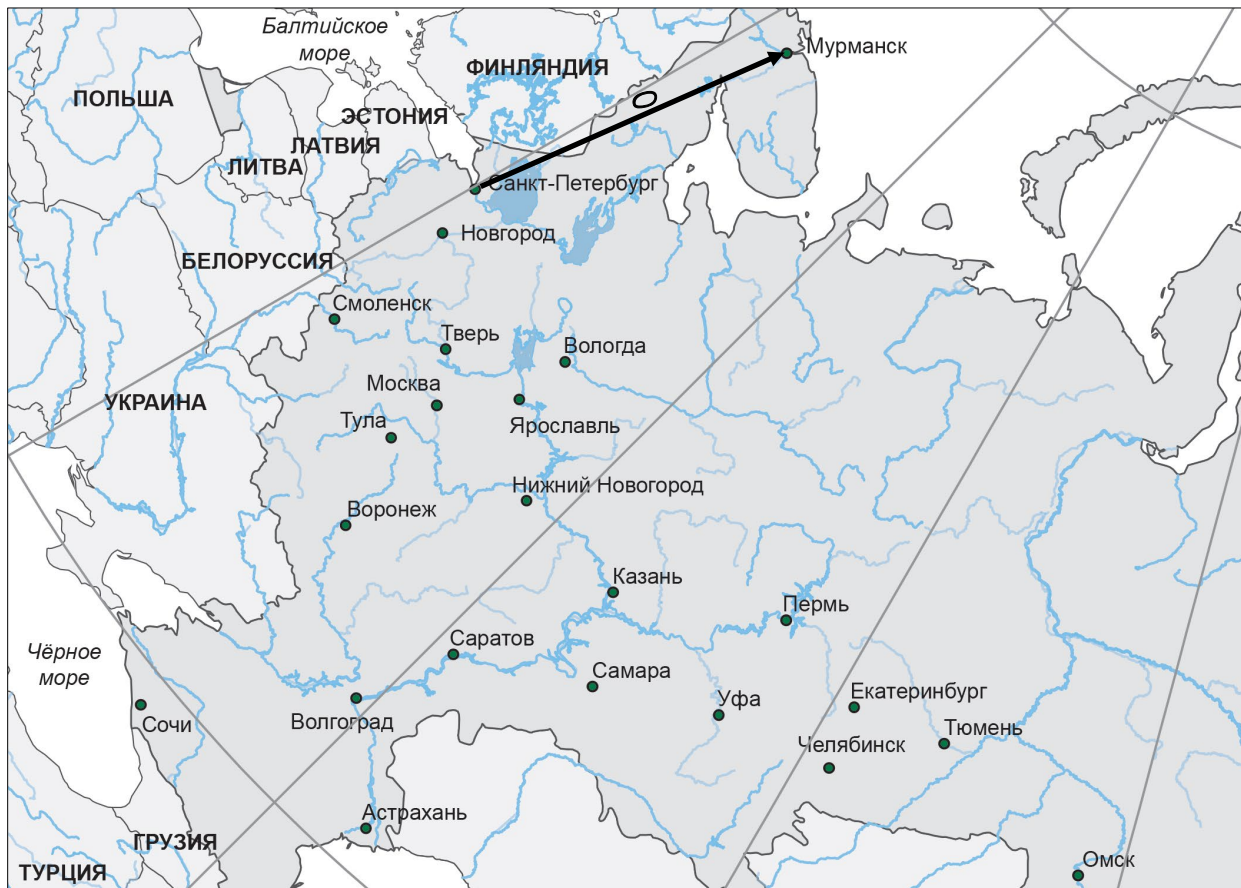 Балтийское
море
Мурманск
ФИНЛЯНДИЯ
ПОЛЬША
ЭСТОНИЯ
ЛАТВИЯ
ЛИТВА
Санкт-Петербург
Новгород
БЕЛОРУССИЯ
Смоленск
Тверь
Вологда
Москва
УКРАИНА
Тула
Ярославль
Нижний Новогород
Воронеж
Казань
Пермь
Саратов
Чёрное
море
Самара
Екатеринбург
Уфа
Сочи
Волгоград
Тюмень
Челябинск
Астрахань
ГРУЗИЯ
Омск
ТУРЦИЯ